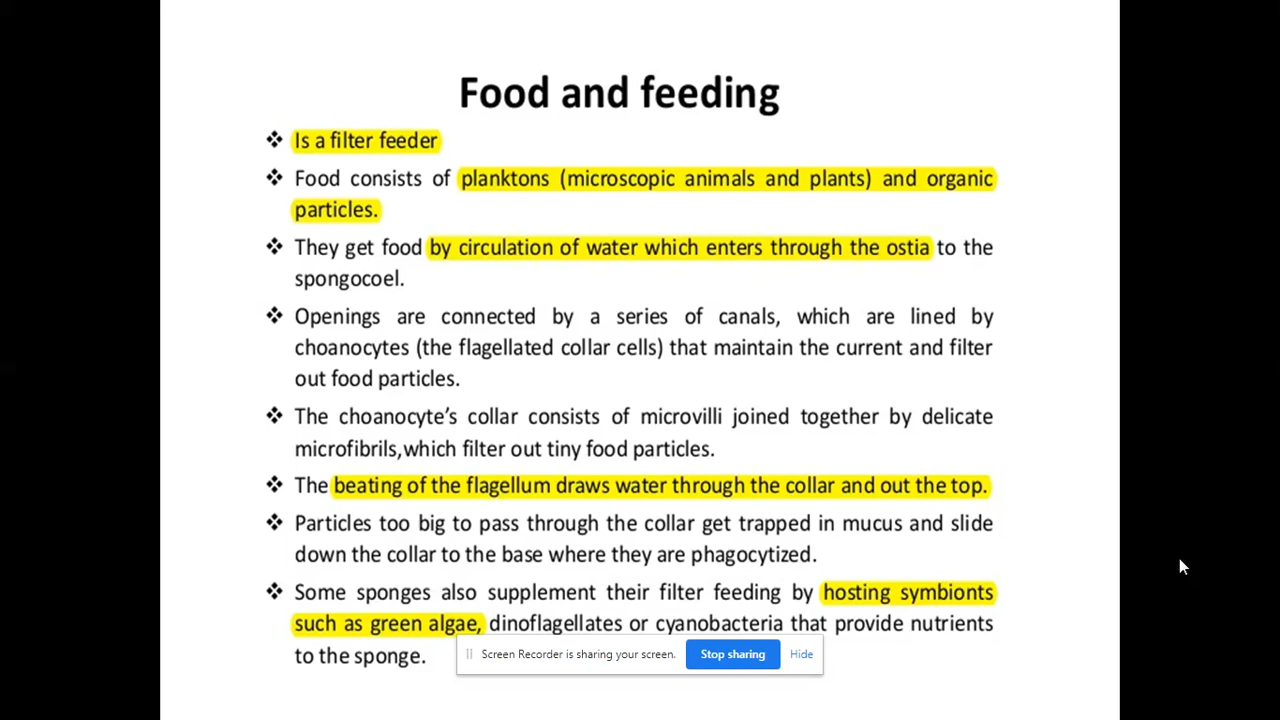 Food and feeding
❖ Is a filter feeder
❖ Food consists of planktons (microscopic animals and plants) and organic
particles.
❖ They get food by circulation of water which enters through the ostia to the
spongocoel.
❖ Openings are connected by a series of canals, which are lined by
choanocytes (the flagellated collar cells) that maintain the current and filter
out food particles.
❖ The choanocyte’s collar consists of microvilli joined together by delicate
microfibrils,which filter out tiny food particles.
❖ The beating of the flagellum draws water through the collar and out the top.
❖ Particles too big to pass through the collar get trapped in mucus and slide
down the collar to the base where they are phagocytized.
❖ Some sponges also supplement their filter feeding by hosting symbionts
such as green algae, dinoflagellates or cyanobacteria that provide nutrients
to the sponge.
Screen Recorder is sharing your screen. Stop sharing Hide